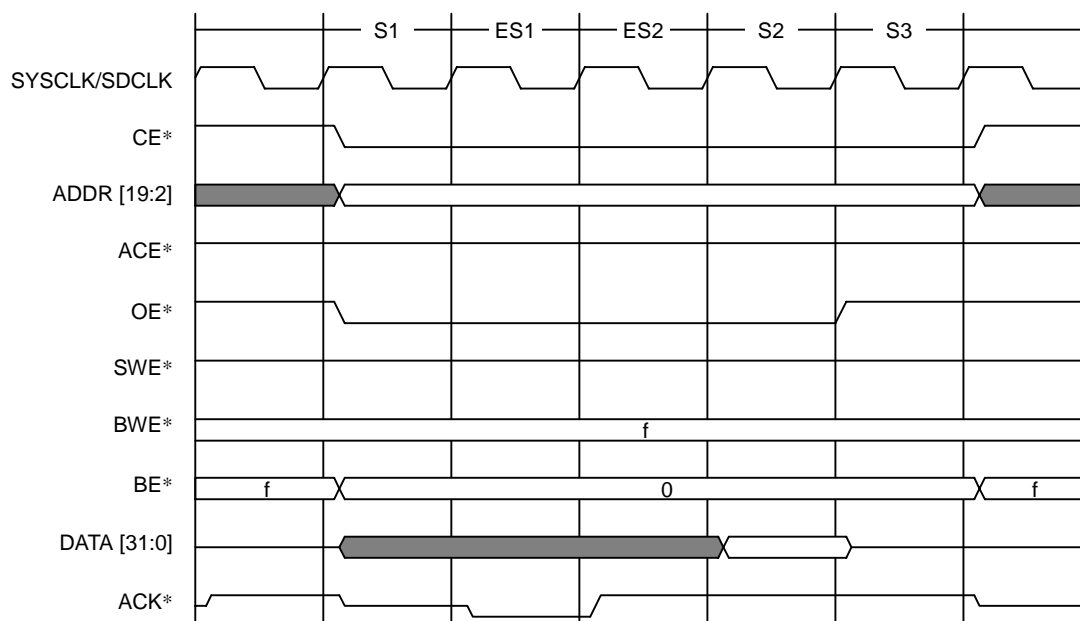 S1 ES1 ES2 S2 S3
SYSCLK/SDCLK
CE*
ADDR [19:2]
ACE*
OE*
SWE*
BWE*
f
BE*
f 0 f
DATA [31:0]
ACK*